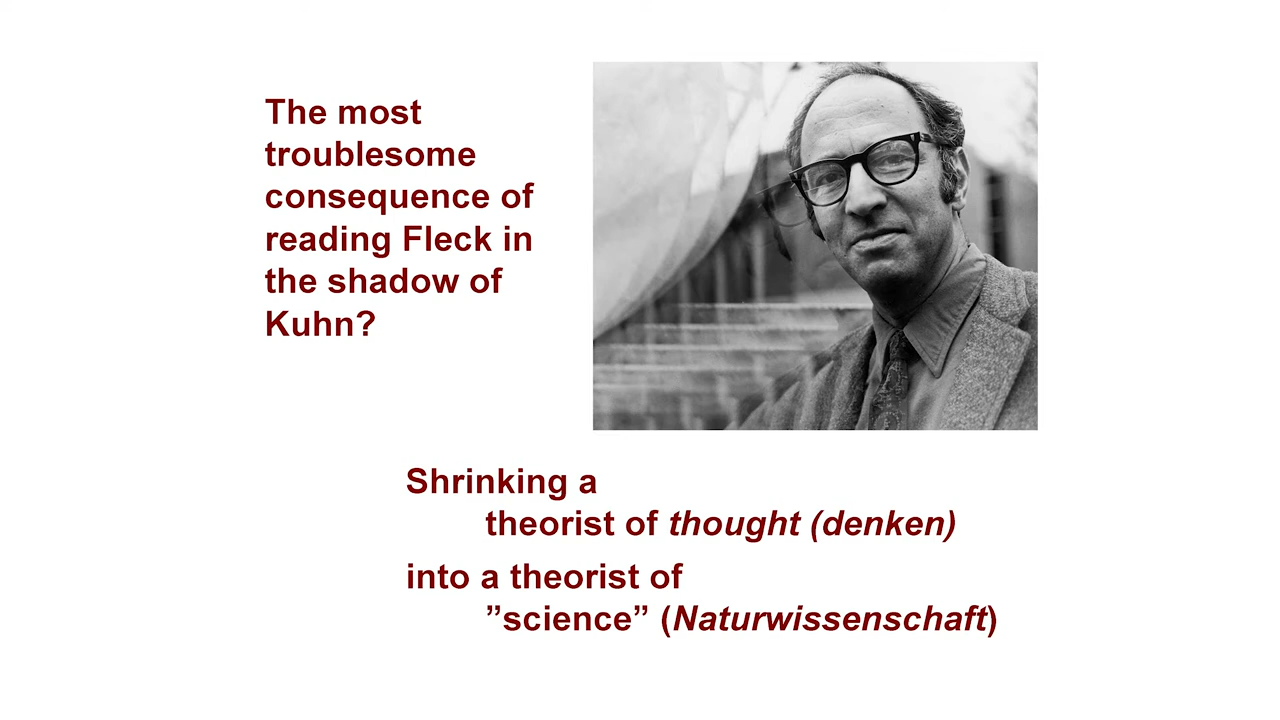 The most
troublesome
consequence of
reading Fleck in
the shadow of
Kuhn?
Shrinking a
theorist of thought (denken)
into a theorist of
”science” (Naturwissenschaft)